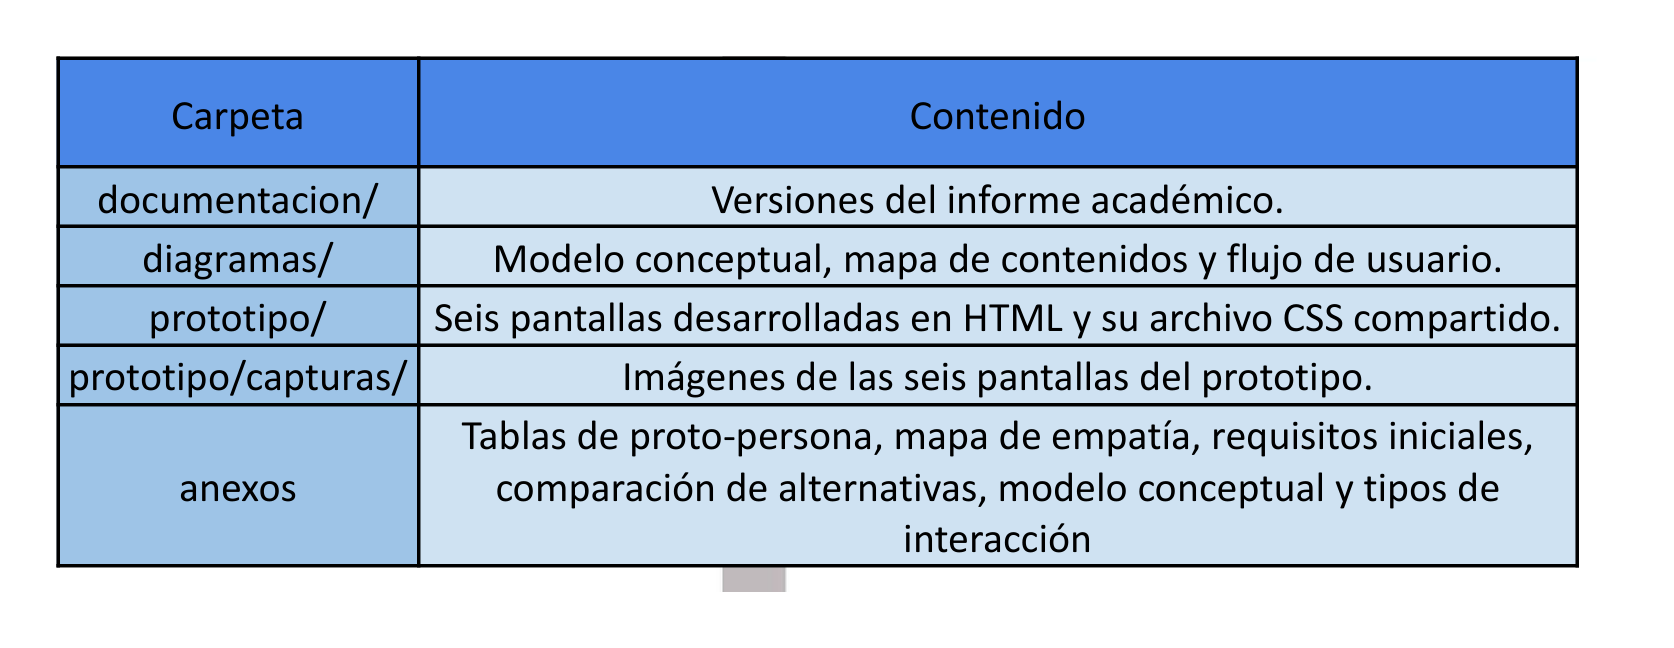 Carpeta
Contenido
documentacion/
Versiones del informe académico.
diagramas/
Modelo conceptual, mapa de contenidos y flujo de usuario.
prototipo/
Seis pantallas desarrolladas en HTML y su archivo CSS compartido.
prototipo/capturas/
Imágenes de las seis pantallas del prototipo.
anexos
Tablas de proto-persona, mapa de empatía, requisitos iniciales,
comparación de alternativas, modelo conceptual y tipos de
interacción